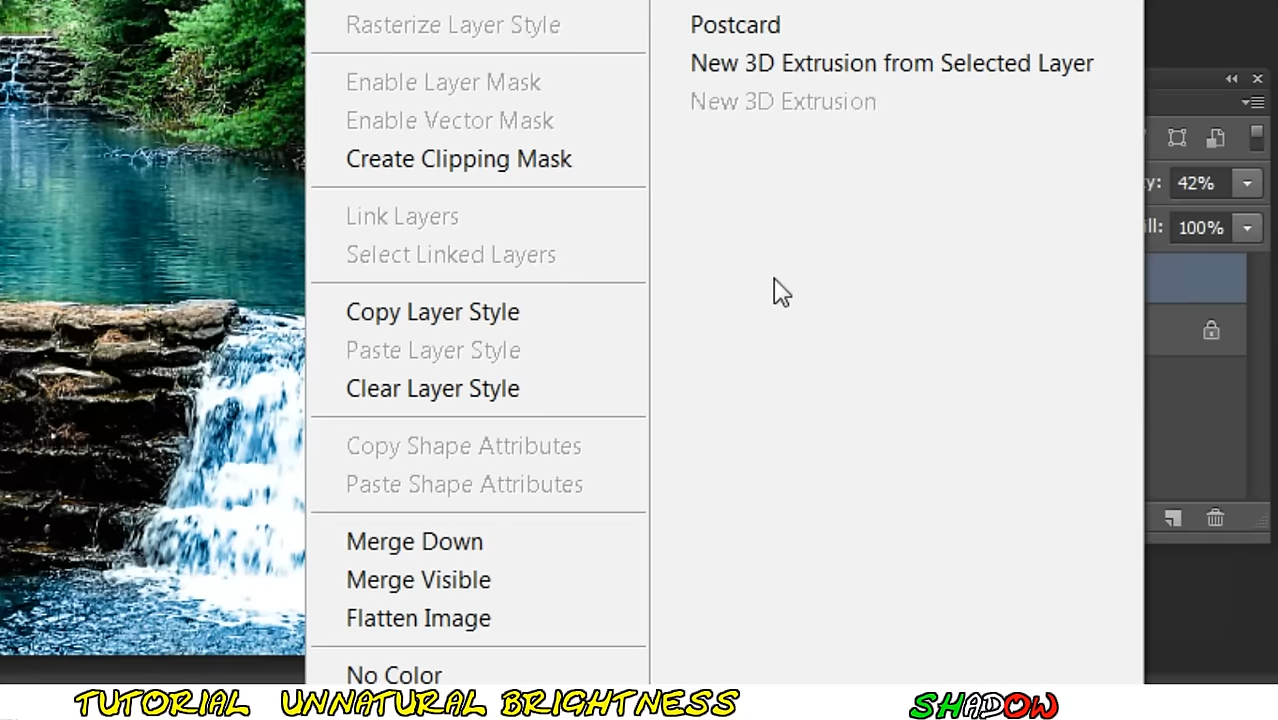 Rasterize Layer Style
Enable Layer Mask
Enable Vector Mask
Create Clipping Mask
Link Layers
Select Linked Layers
Copy Layer Style
Paste Layer Style
Clear Layer Style
Copy Shape Attributes
Paste Shape Attributes
Merge Down
Merge Visible
Flatten Image
No Color
Postcard
New 3D Extrusion from Selected Layer
New 3D Extrusion
y: 42%
ill: 100%
TUTORIAL UNNATURAL BRIGHTNESS
SHADOW